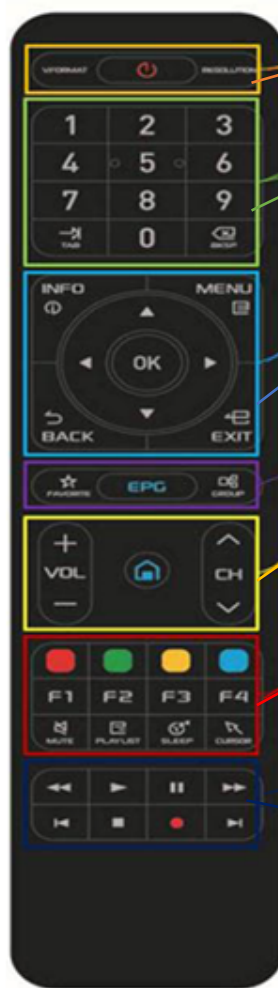 V.FORMAT RESOLUTION
1 2 3
4 5 6
7 8 9
TAB 0 BKSP
INFO MENU
OK
BACK EXIT
FAVORITE EPG GROUP
+
VOL CH
−
F1 F2 F3 F4
MUTE PLAYLIST SLEEP CURSOR